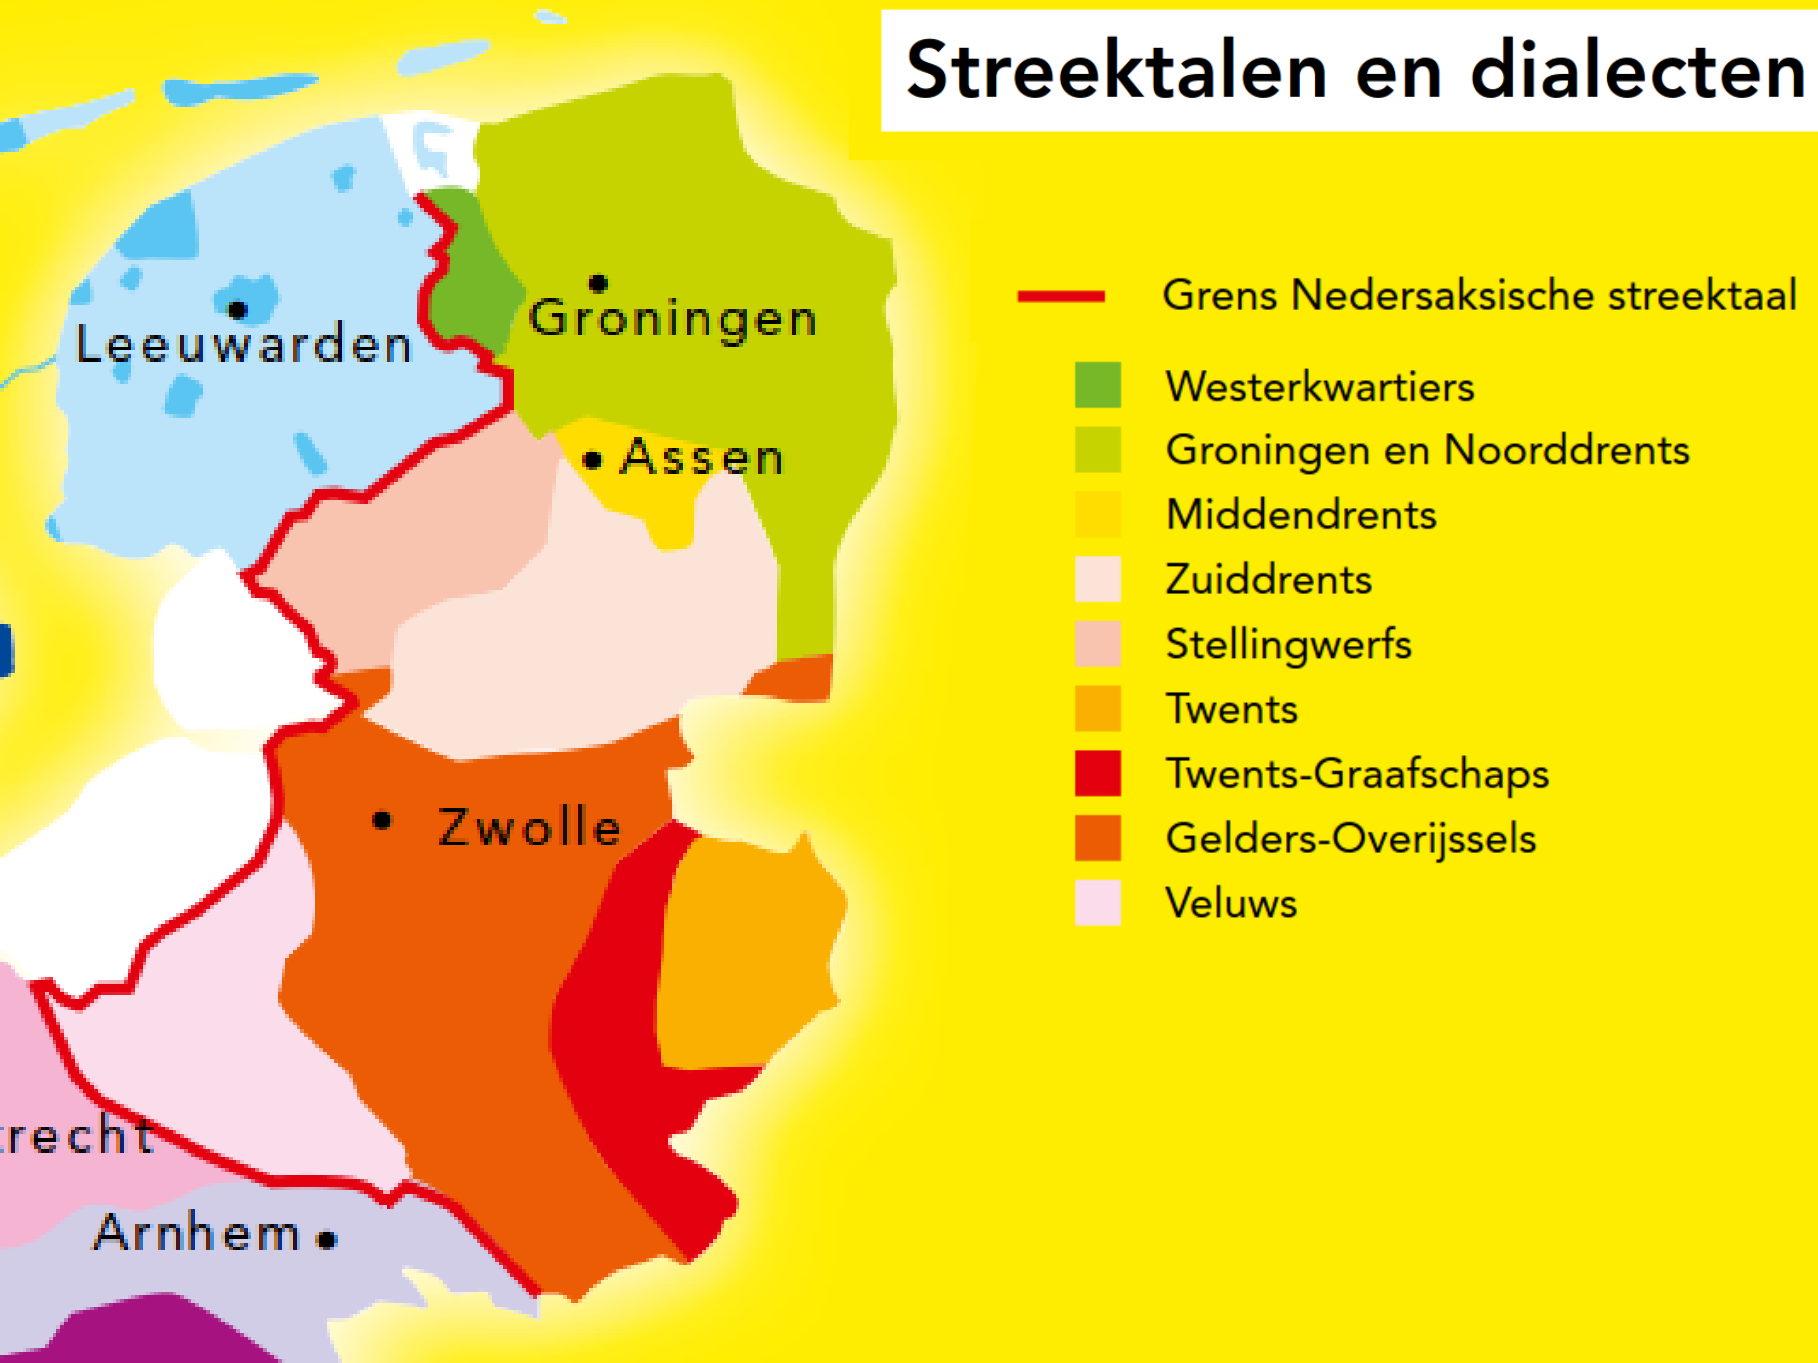 Streektalen en dialecten
Leeuwarden
Groningen
Assen
Zwolle
trecht
Arnhem
Grens Nedersaksische streektaal
Westerkwartiers
Groningen en Noorddrents
Middendrents
Zuiddrents
Stellingwerfs
Twents
Twents-Graafschaps
Gelders-Overijssels
Veluws